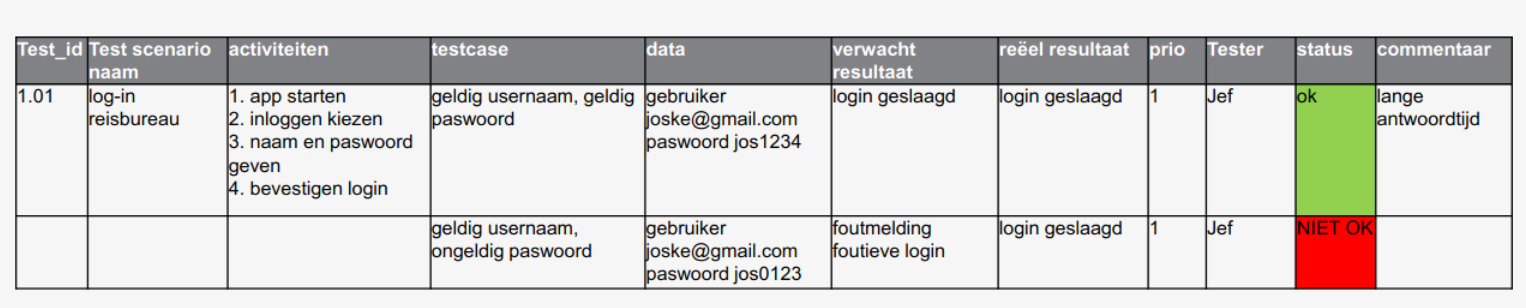 Test_id Test scenario naam activiteiten testcase data verwacht resultaat reëel resultaat prio Tester status commentaar
1.01
log-in
reisbureau
1. app starten
2. inloggen kiezen
3. naam en paswoord
geven
4. bevestigen login
geldig usernaam, geldig
paswoord
gebruiker
joske@gmail.com
paswoord jos1234
login geslaagd
login geslaagd
1
Jef
ok
lange
antwoordtijd
geldig usernaam,
ongeldig paswoord
gebruiker
joske@gmail.com
paswoord jos0123
foutmelding
foutieve login
login geslaagd
1
Jef
NIET OK